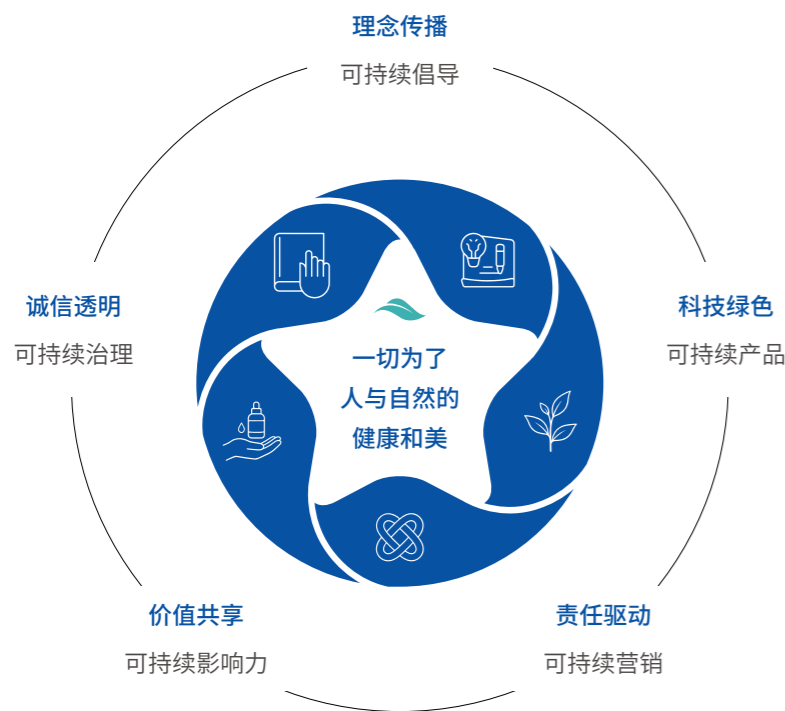 理念传播
可持续倡导
诚信透明
可持续治理
科技绿色
可持续产品
一切为了
人与自然的
健康和美
价值共享
可持续影响力
责任驱动
可持续营销